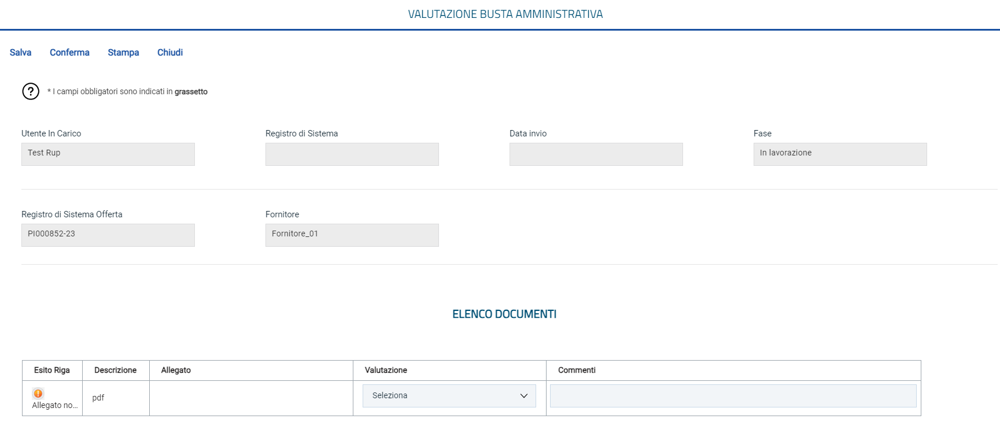 VALUTAZIONE BUSTA AMMINISTRATIVA
Salva Conferma Stampa Chiudi
* I campi obbligatori sono indicati in grassetto
Utente In Carico Registro di Sistema Data invio Fase
Test Rup In lavorazione
Registro di Sistema Offerta Fornitore
PI000852-23 Fornitore_01
ELENCO DOCUMENTI
Esito Riga Descrizione Allegato Valutazione Commenti
Allegato no... pdf Seleziona